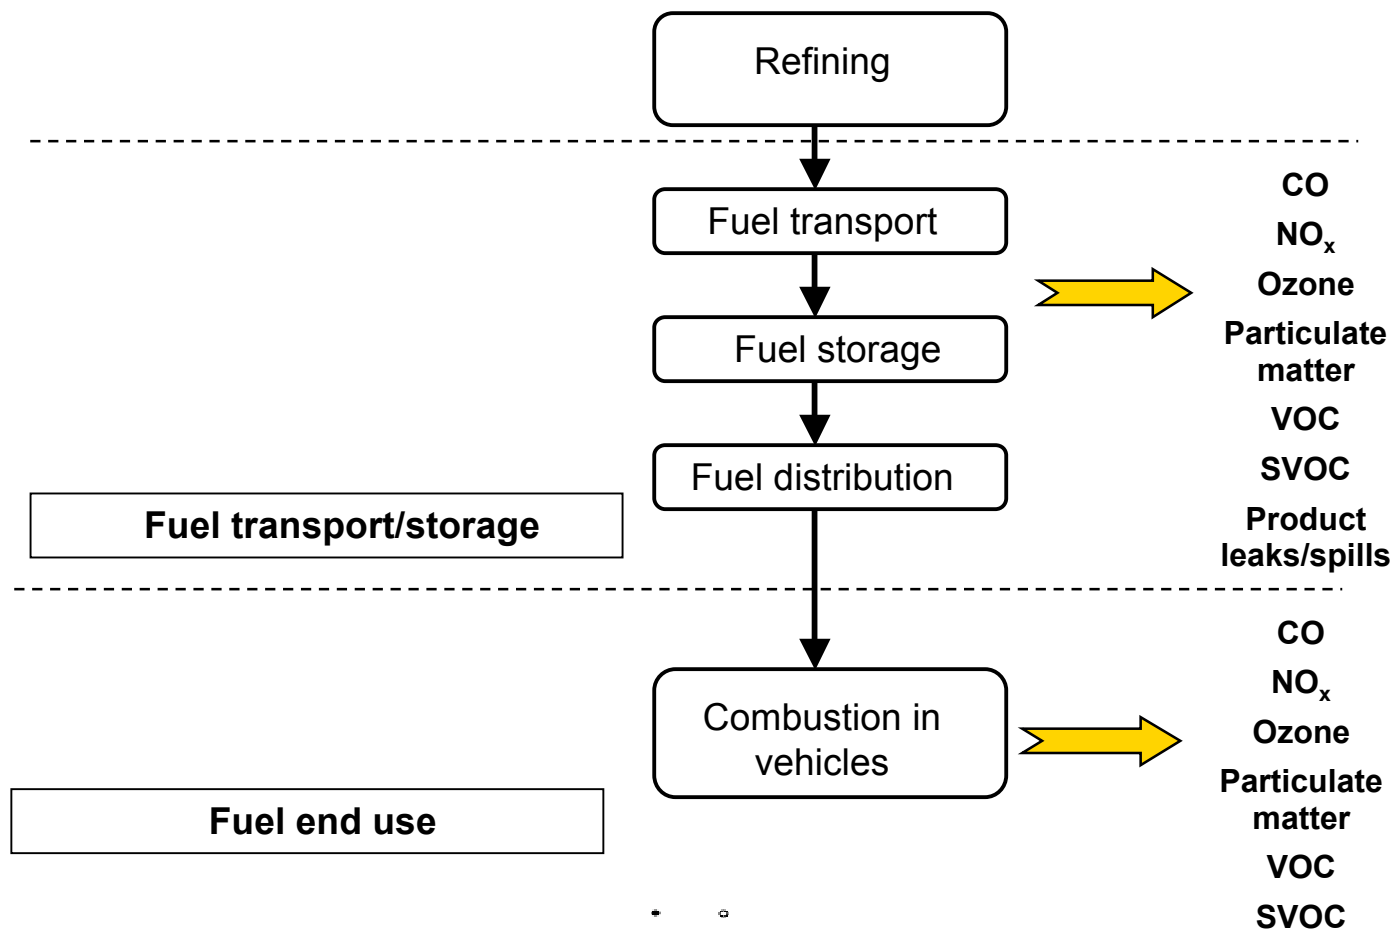 Refining
Fuel transport
Fuel storage
Fuel distribution
Fuel transport/storage
CO
NOx
Ozone
Particulate
matter
VOC
SVOC
Product
leaks/spills
Combustion in
vehicles
Fuel end use
CO
NOx
Ozone
Particulate
matter
VOC
SVOC